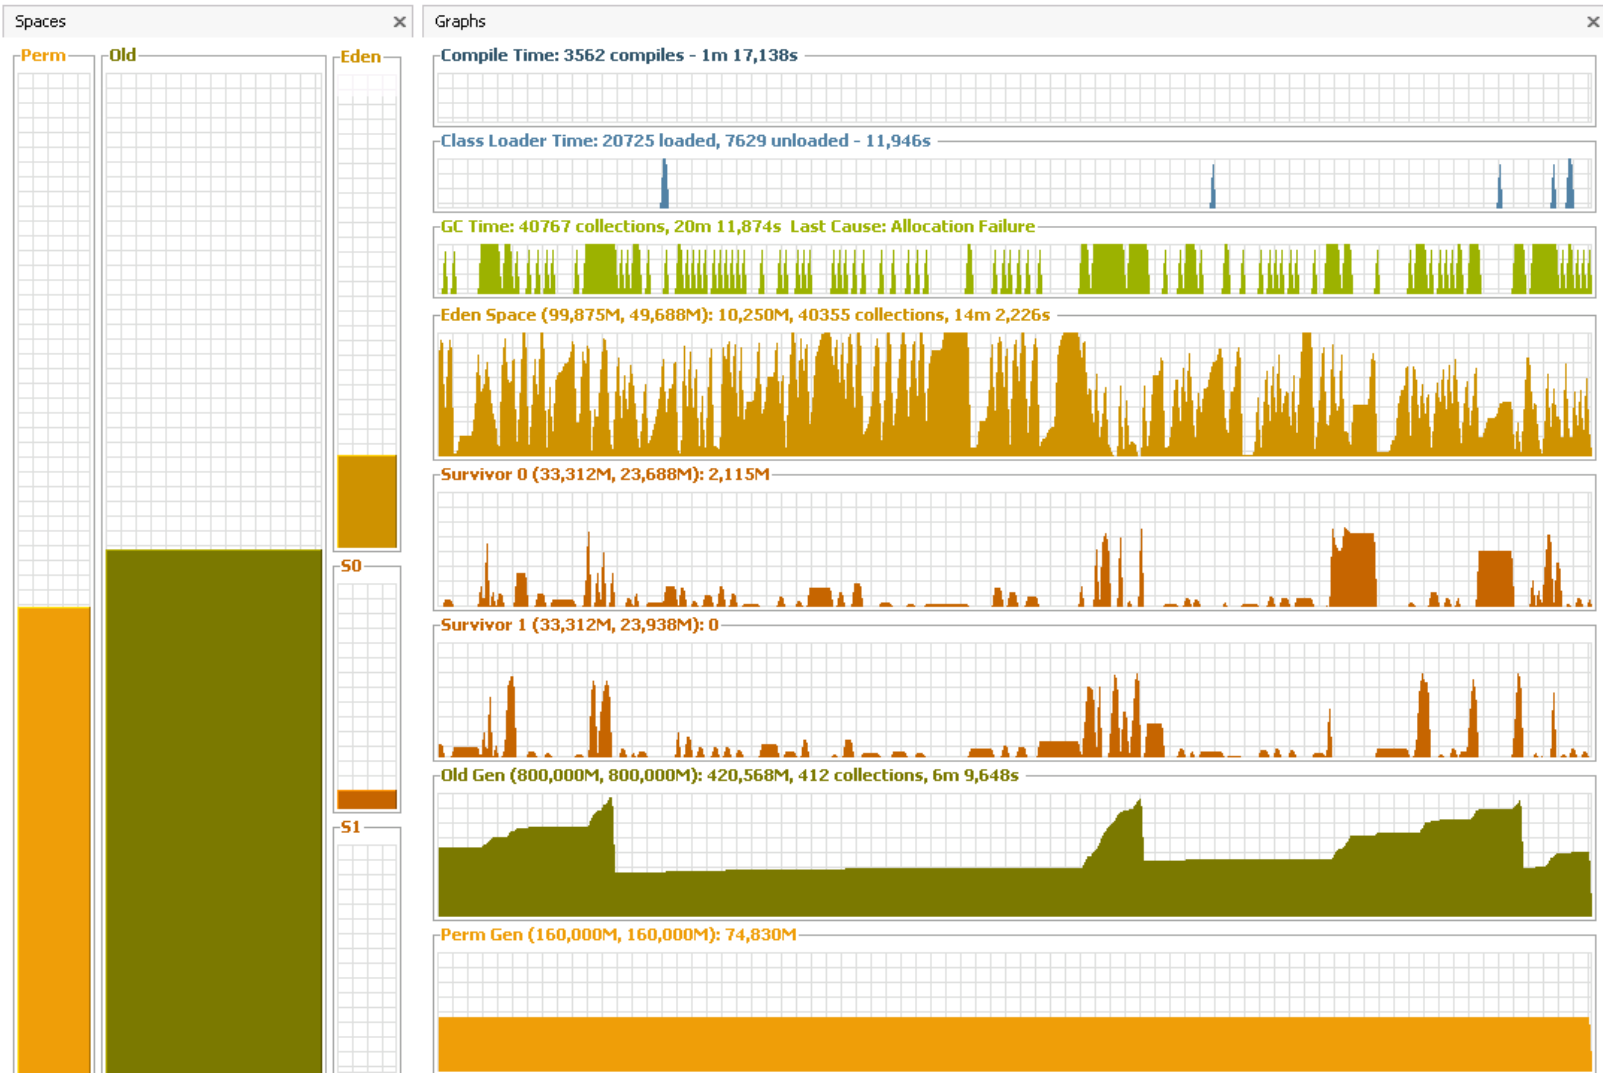 Spaces
Graphs
Perm
Old
Eden
S0
S1
Compile Time: 3562 compiles - 1m 17,138s
Class Loader Time: 20725 loaded, 7629 unloaded - 11,946s
GC Time: 40767 collections, 20m 11,874s  Last Cause: Allocation Failure
Eden Space (99,875M, 49,688M): 10,250M, 40355 collections, 14m 2,226s
Survivor 0 (33,312M, 23,688M): 2,115M
Survivor 1 (33,312M, 23,938M): 0
Old Gen (800,000M, 800,000M): 420,568M, 412 collections, 6m 9,648s
Perm Gen (160,000M, 160,000M): 74,830M